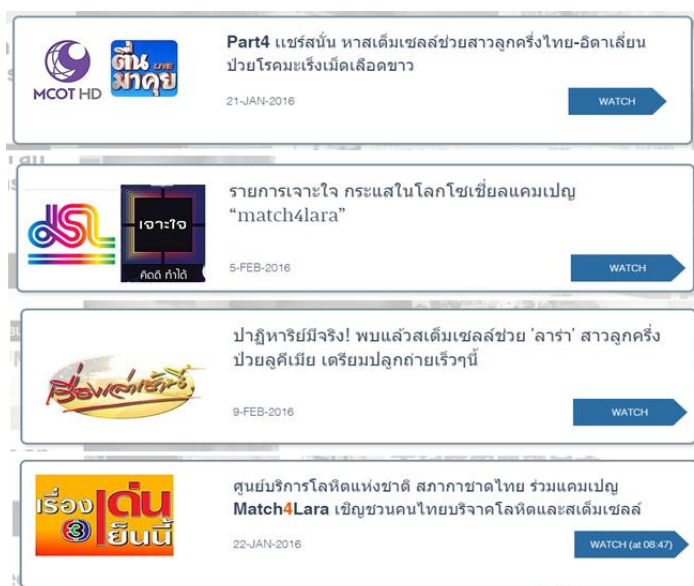 MCOT HD
ตื่น LIVE
มาคุย
Part4 แชร์สนั่น หาสเต็มเซลล์ช่วยสาวลูกครึ่งไทย-อิตาเลี่ยน
ป่วยโรคมะเร็งเม็ดเลือดขาว
21-JAN-2016
WATCH
JSL
เจาะใจ
คิดดี ทำได้
รายการเจาะใจ กระแสในโลกโซเชี่ยลแคมเปญ
“match4lara”
5-FEB-2016
WATCH
เรื่องเล่าเช้านี้
ปาฏิหาริย์มีจริง! พบแล้วสเต็มเซลล์ช่วย 'ลาร่า' สาวลูกครึ่ง
ป่วยลูคีเมีย เตรียมปลูกถ่ายเร็วๆนี้
9-FEB-2016
WATCH
เรื่องเด่น
3 เย็นนี้
ศูนย์บริการโลหิตแห่งชาติ สภากาชาดไทย ร่วมแคมเปญ
Match4Lara เชิญชวนคนไทยบริจาคโลหิตและสเต็มเซลล์
22-JAN-2016
WATCH (at 08:47)